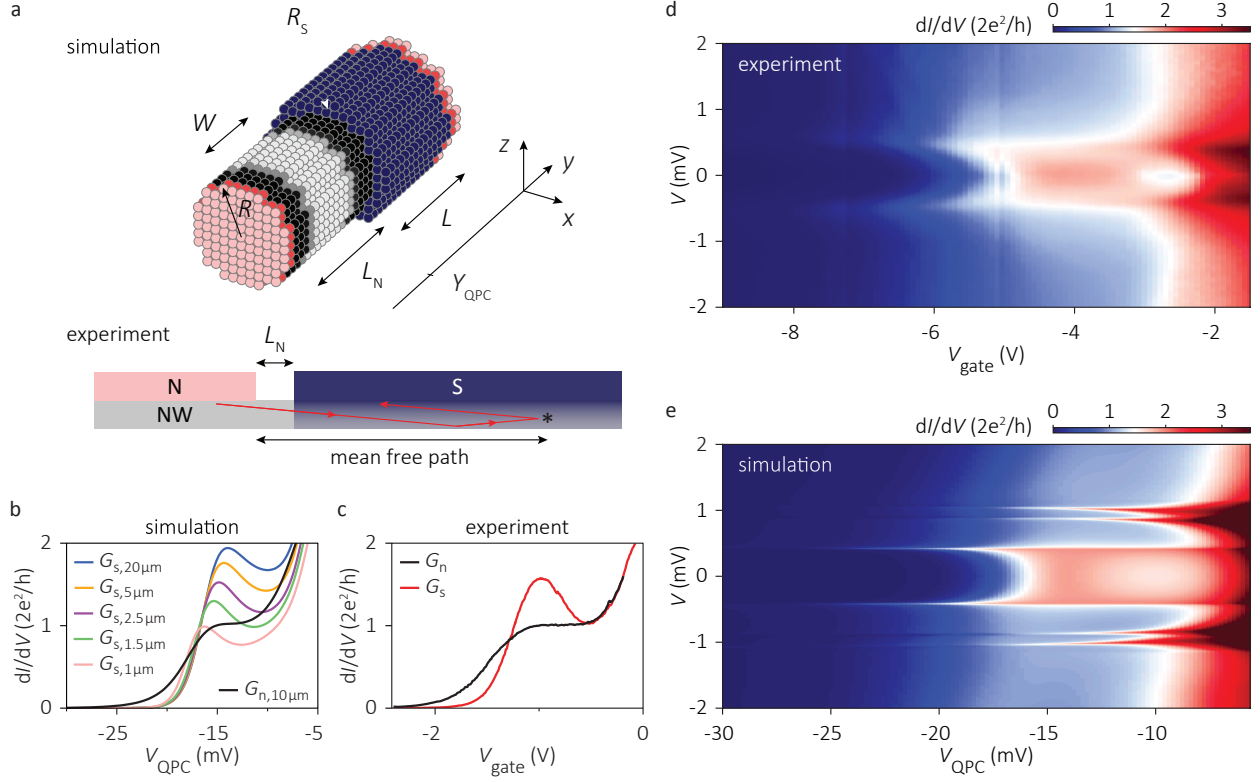 a
simulation
R_S
W
R
L
L_N
Y_QPC
z
y
x
experiment
L_N
N
S
NW
*
mean free path
b
simulation
2
1
0
dI/dV (2e²/h)
G_s,20μm
G_s,5μm
G_s,2.5μm
G_s,1.5μm
G_s,1μm
G_n,10μm
-25
-15
-5
V_QPC (mV)
c
experiment
2
1
0
dI/dV (2e²/h)
G_n
G_s
-2
-1
0
V_gate (V)
d
dI/dV (2e²/h)
0 1 2 3
experiment
2
1
0
-1
-2
V (mV)
-8 -6 -4 -2
V_gate (V)
e
dI/dV (2e²/h)
0 1 2 3
simulation
2
1
0
-1
-2
V (mV)
-30 -25 -20 -15 -10
V_QPC (mV)